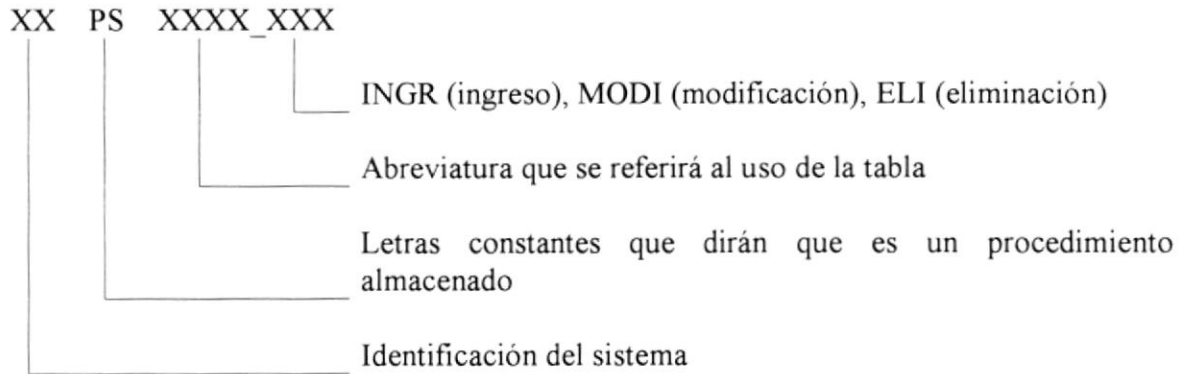 XX PS XXXX_XXX
INGR (ingreso), MODI (modificación), ELI (eliminación)
Abreviatura que se referirá al uso de la tabla
Letras constantes que dirán que es un procedimiento
almacenado
Identificación del sistema